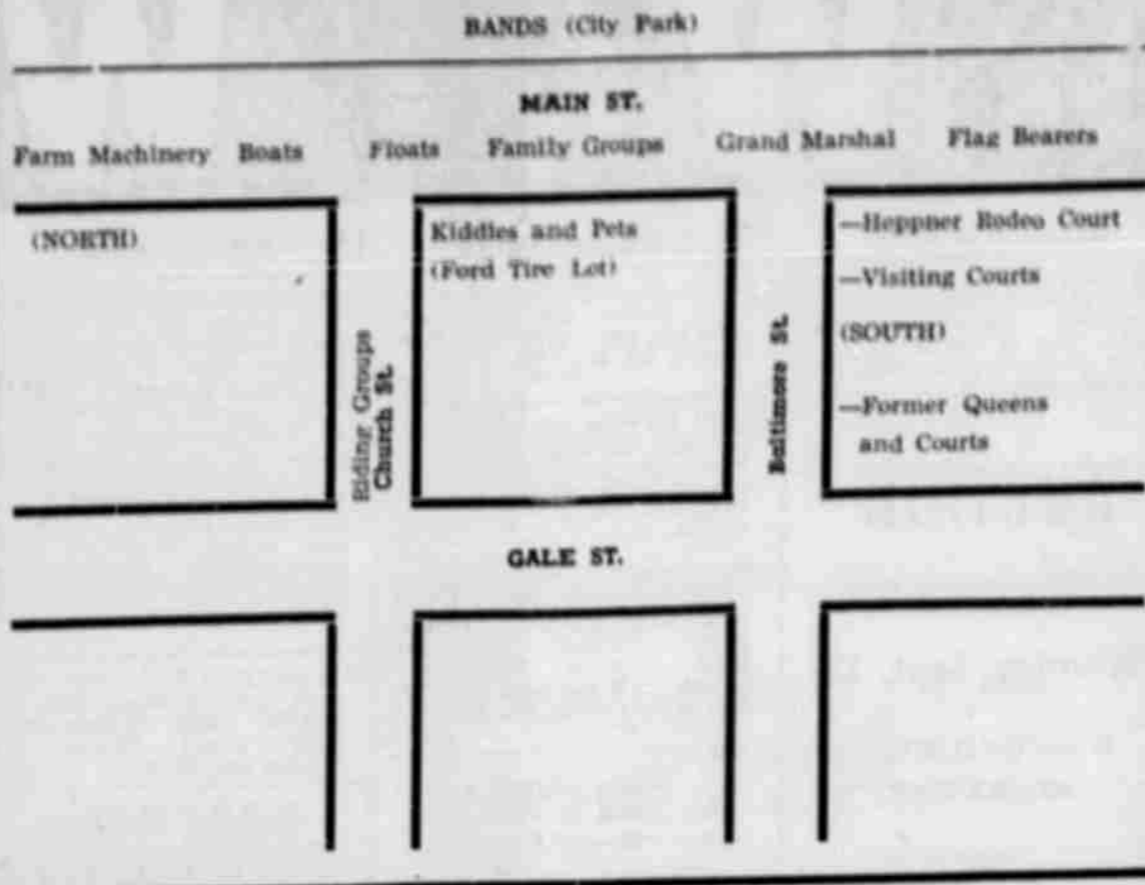 BANDS (City Park)
MAIN ST.
Farm Machinery Boats Floats Family Groups Grand Marshal Flag Bearers
(NORTH)
Kiddies and Pets
(Ford Tire Lot)
—Heppner Rodeo Court
—Visiting Courts
(SOUTH)
—Former Queens
and Courts
Riding Groups
Church St.
Baltimore St.
GALE ST.